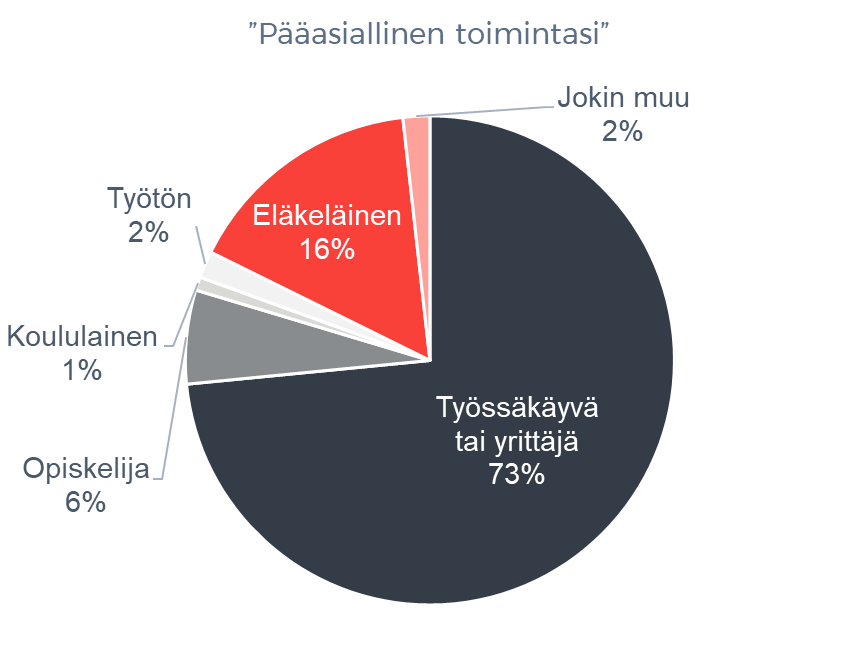 ”Pääasiallinen toimintasi”
Jokin muu
2%
Työtön
2%
Eläkeläinen
16%
Koululainen
1%
Työssäkäyvä
tai yrittäjä
73%
Opiskelija
6%